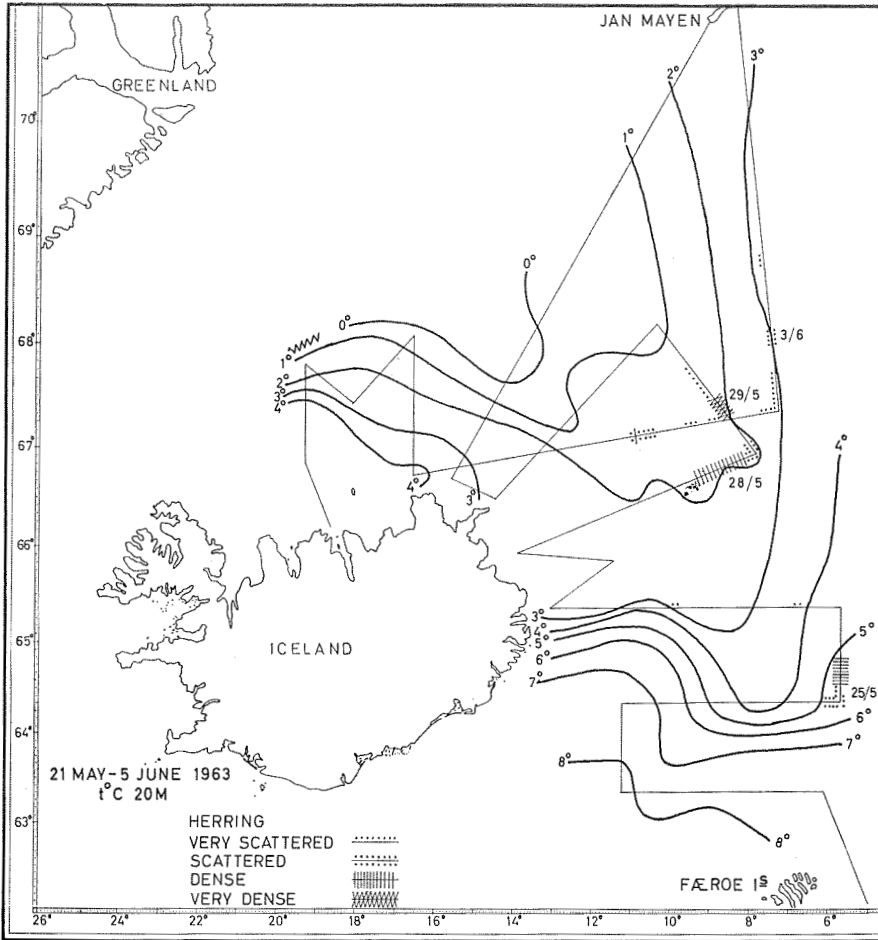 JAN MAYEN
GREENLAND
3°
2°
70°
1°
69°
0°
68°
0°
3/6
1°
2°
3°
4°
29/5
67°
4°
4°
3°
28/5
66°
3°
4°
5°
6°
7°
65°
ICELAND
5°
25/5
64°
6°
7°
8°
21 MAY-5 JUNE 1963
t°C 20M
63°
8°
HERRING
VERY SCATTERED
SCATTERED
DENSE
VERY DENSE
FÆROE Is
26° 24° 22° 20° 18° 16° 14° 12° 10° 8° 6°